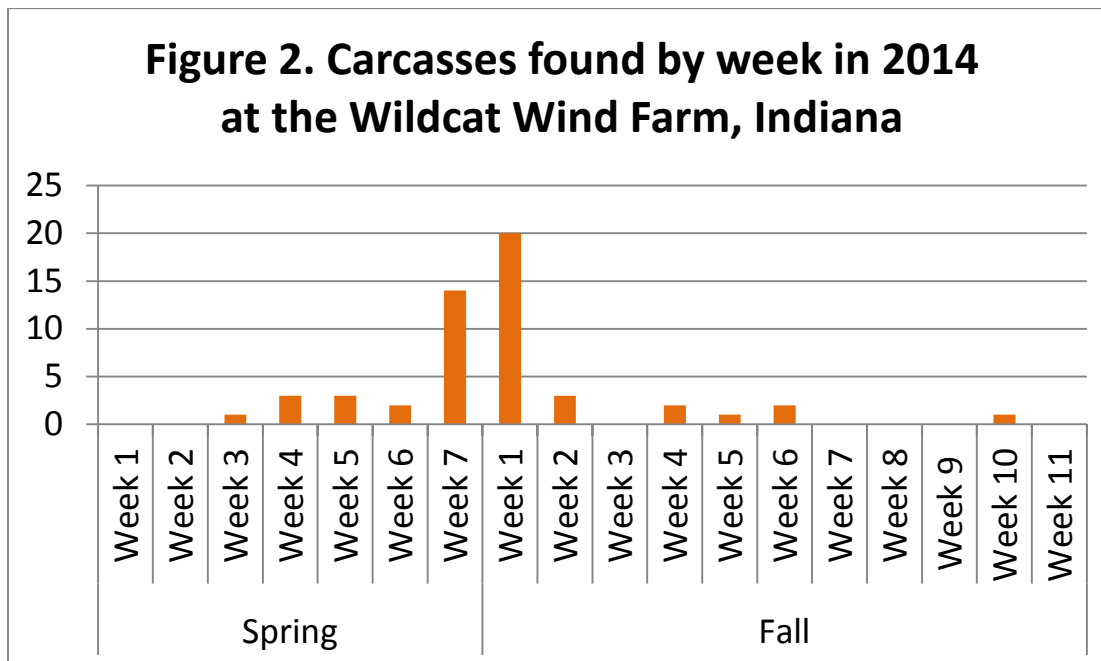 Figure 2. Carcasses found by week in 2014
at the Wildcat Wind Farm, Indiana
25
20
15
10
5
0
Week 1
Week 2
Week 3
Week 4
Week 5
Week 6
Week 7
Week 1
Week 2
Week 3
Week 4
Week 5
Week 6
Week 7
Week 8
Week 9
Week 10
Week 11
Spring
Fall